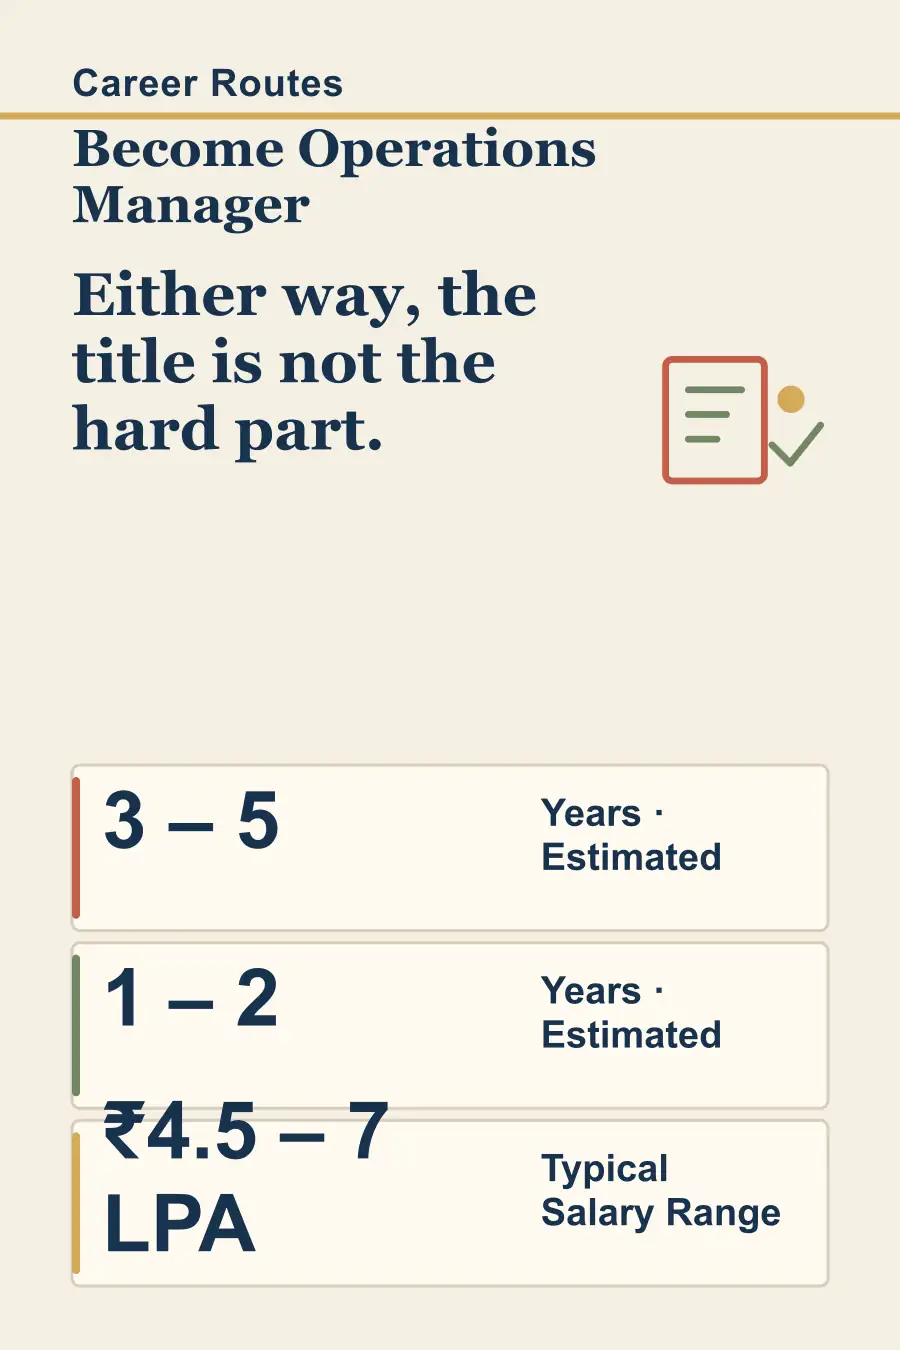 Career Routes
Become Operations
Manager
Either way, the
title is not the
hard part.
3 – 5
Years ·
Estimated
1 – 2
Years ·
Estimated
₹4.5 – 7
LPA
Typical
Salary Range